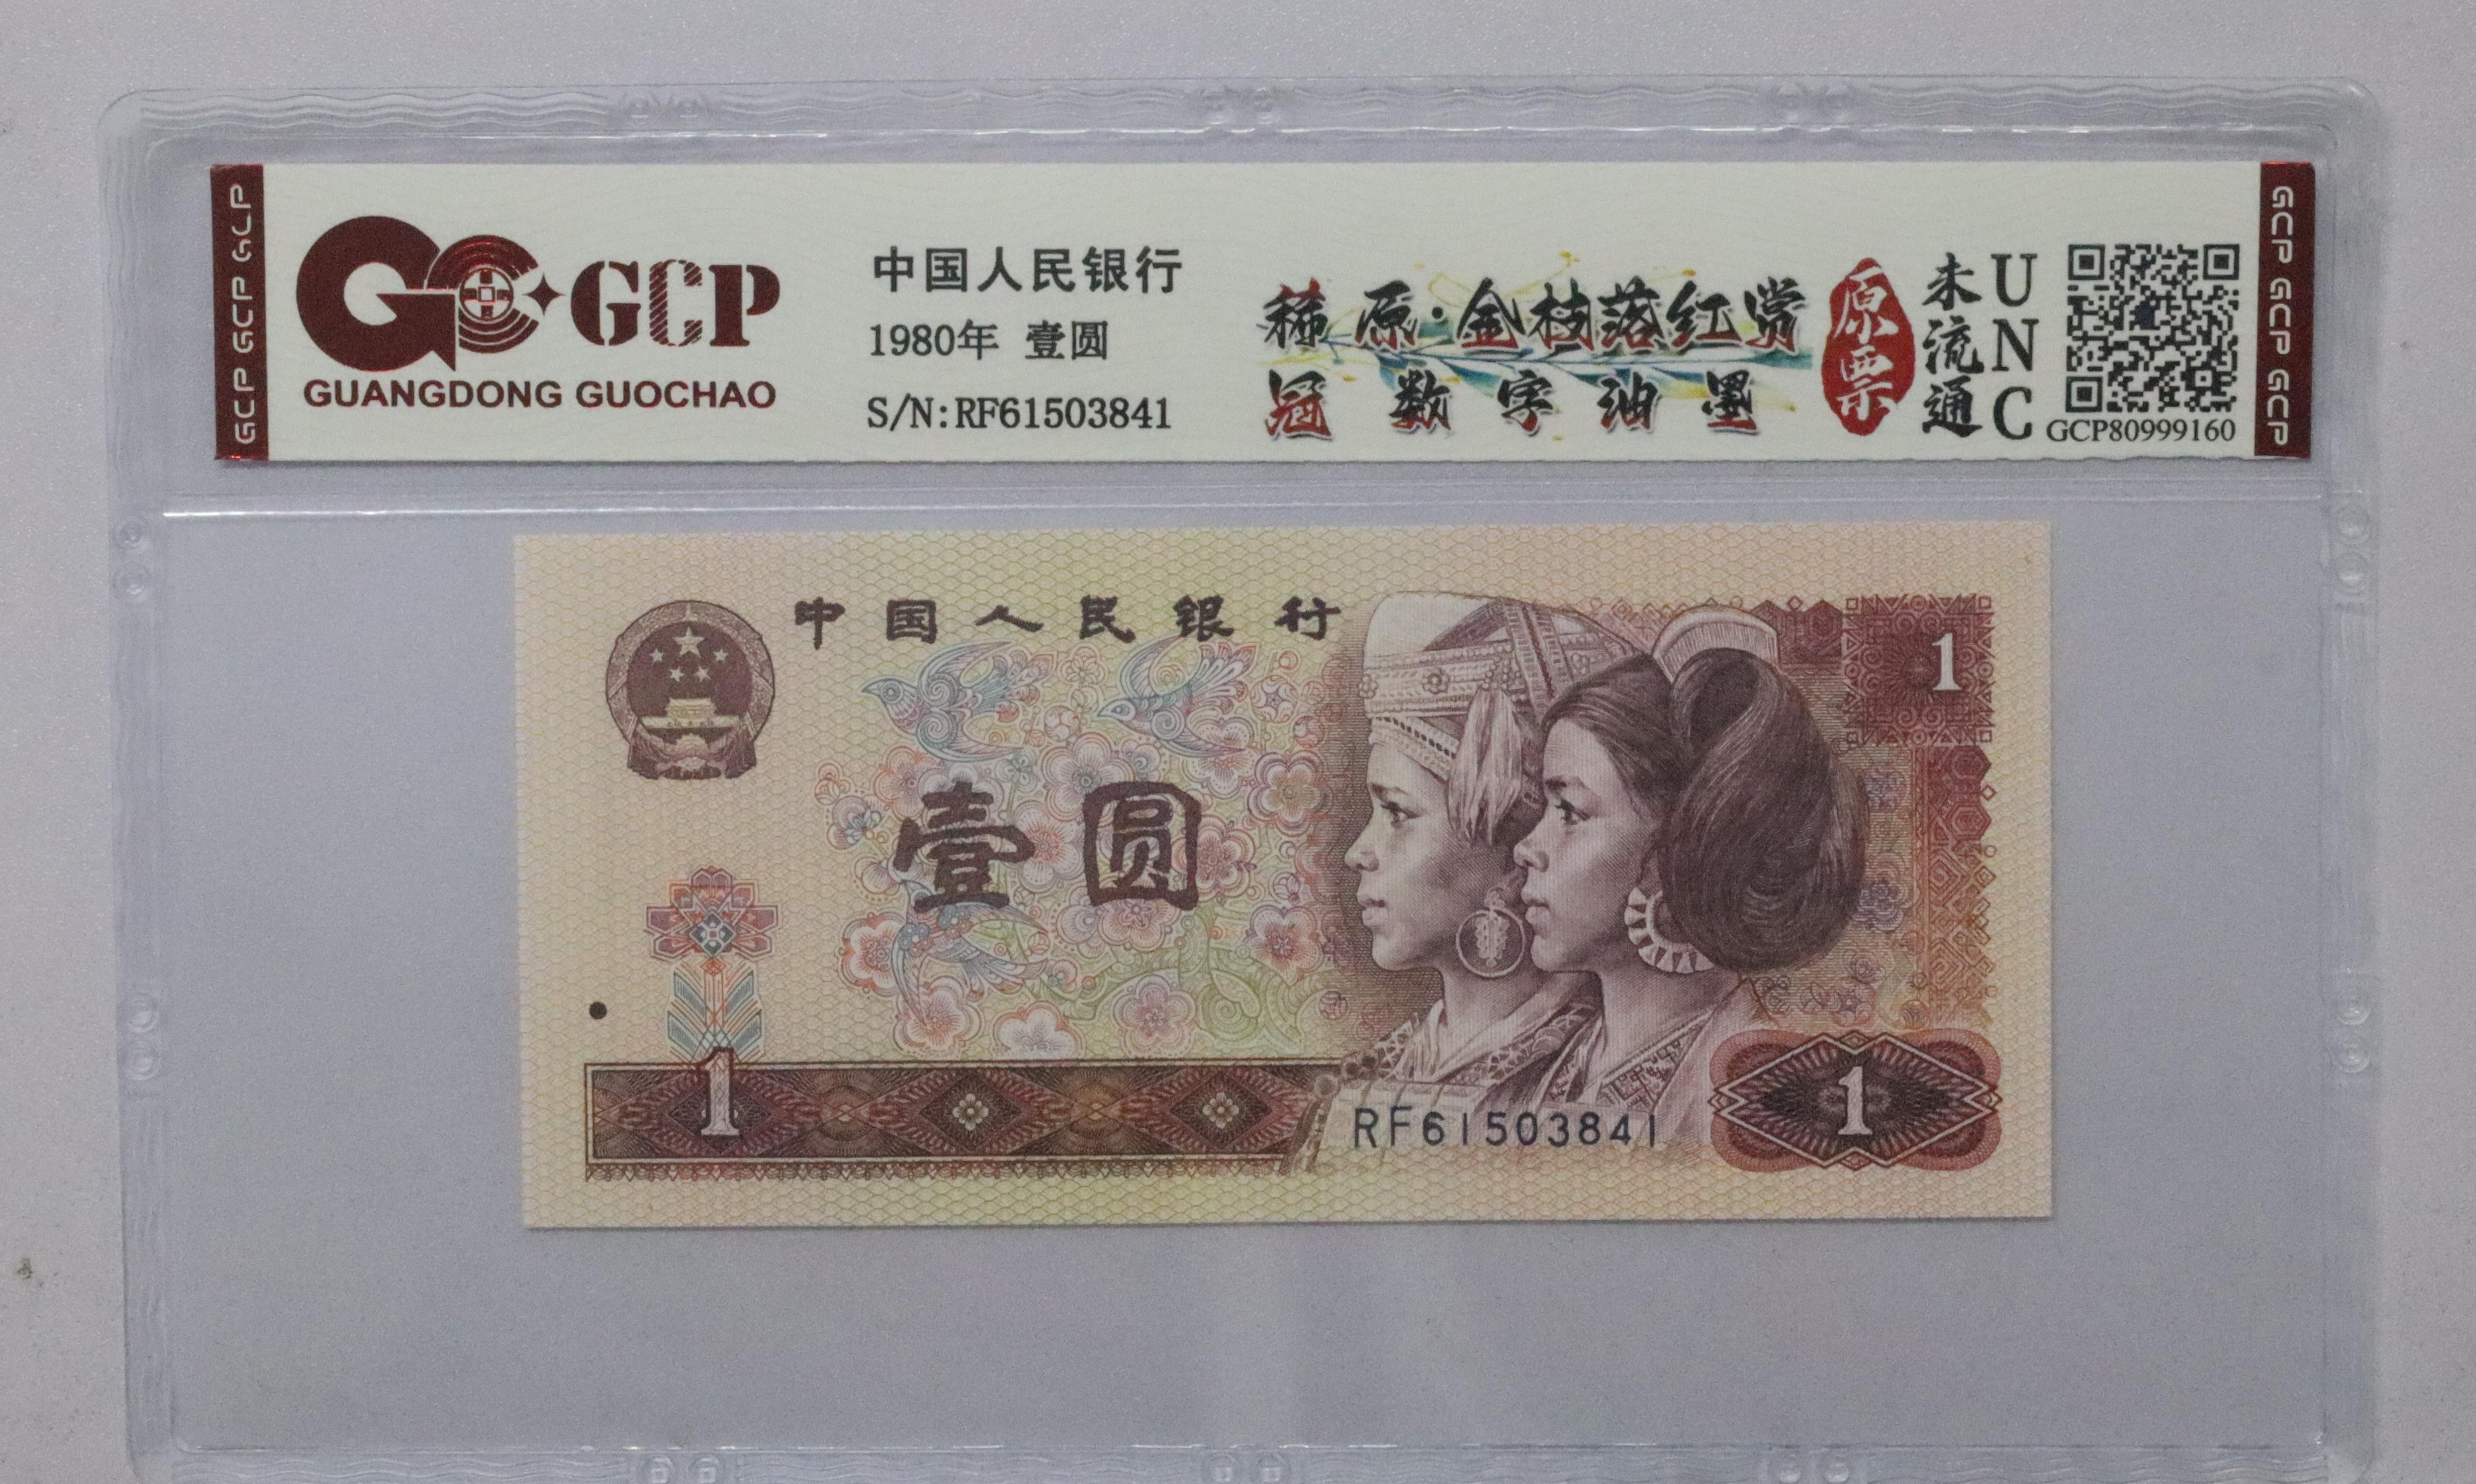 GCP GCP GCP
GCP
GUANGDONG GUOCHAO
中国人民银行
1980年 壹圆
S/N:RF61503841
稀原·金枝落红赏
冠数字油墨
原票
未流通
UNC
GCP80999160
GCP GCP GCP
中国人民银行
1
壹圆
1
1
RF61503841